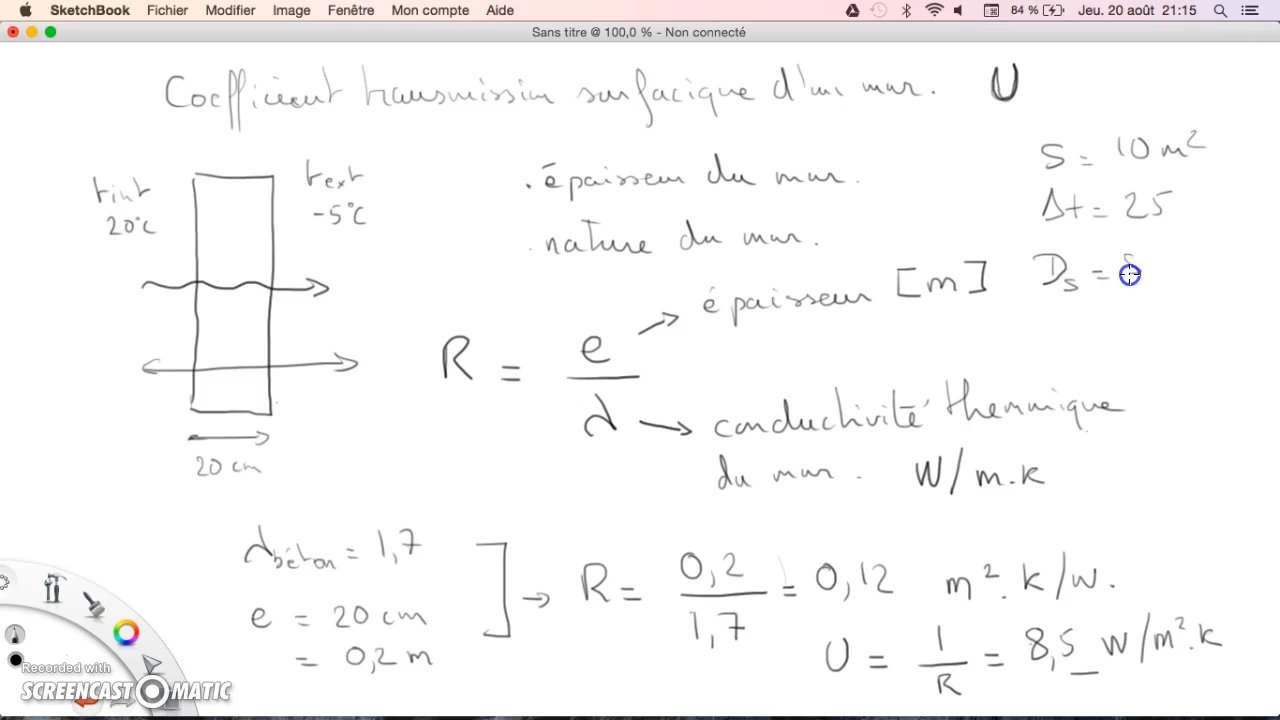 SketchBook Fichier Modifier Image Fenêtre Mon compte Aide 84 % Jeu. 20 août 21:15
Sans titre @ 100,0 % - Non connecté
Coefficient transmission surfacique d'un mur. U
tint
20°C
text
-5°C
20 cm
. épaisseur du mur.
. nature du mur.
S = 10 m²
Δt = 25
Ds =
R = e / λ
épaisseur [m]
conductivité thermique
du mur. W/m.K
λbéton = 1,7
e = 20 cm
= 0,2 m
R = 0,2 / 1,7 = 0,12 m².K/W.
U = 1 / R = 8,5 W/m².K
Recorded with
SCREENCAST MATIC